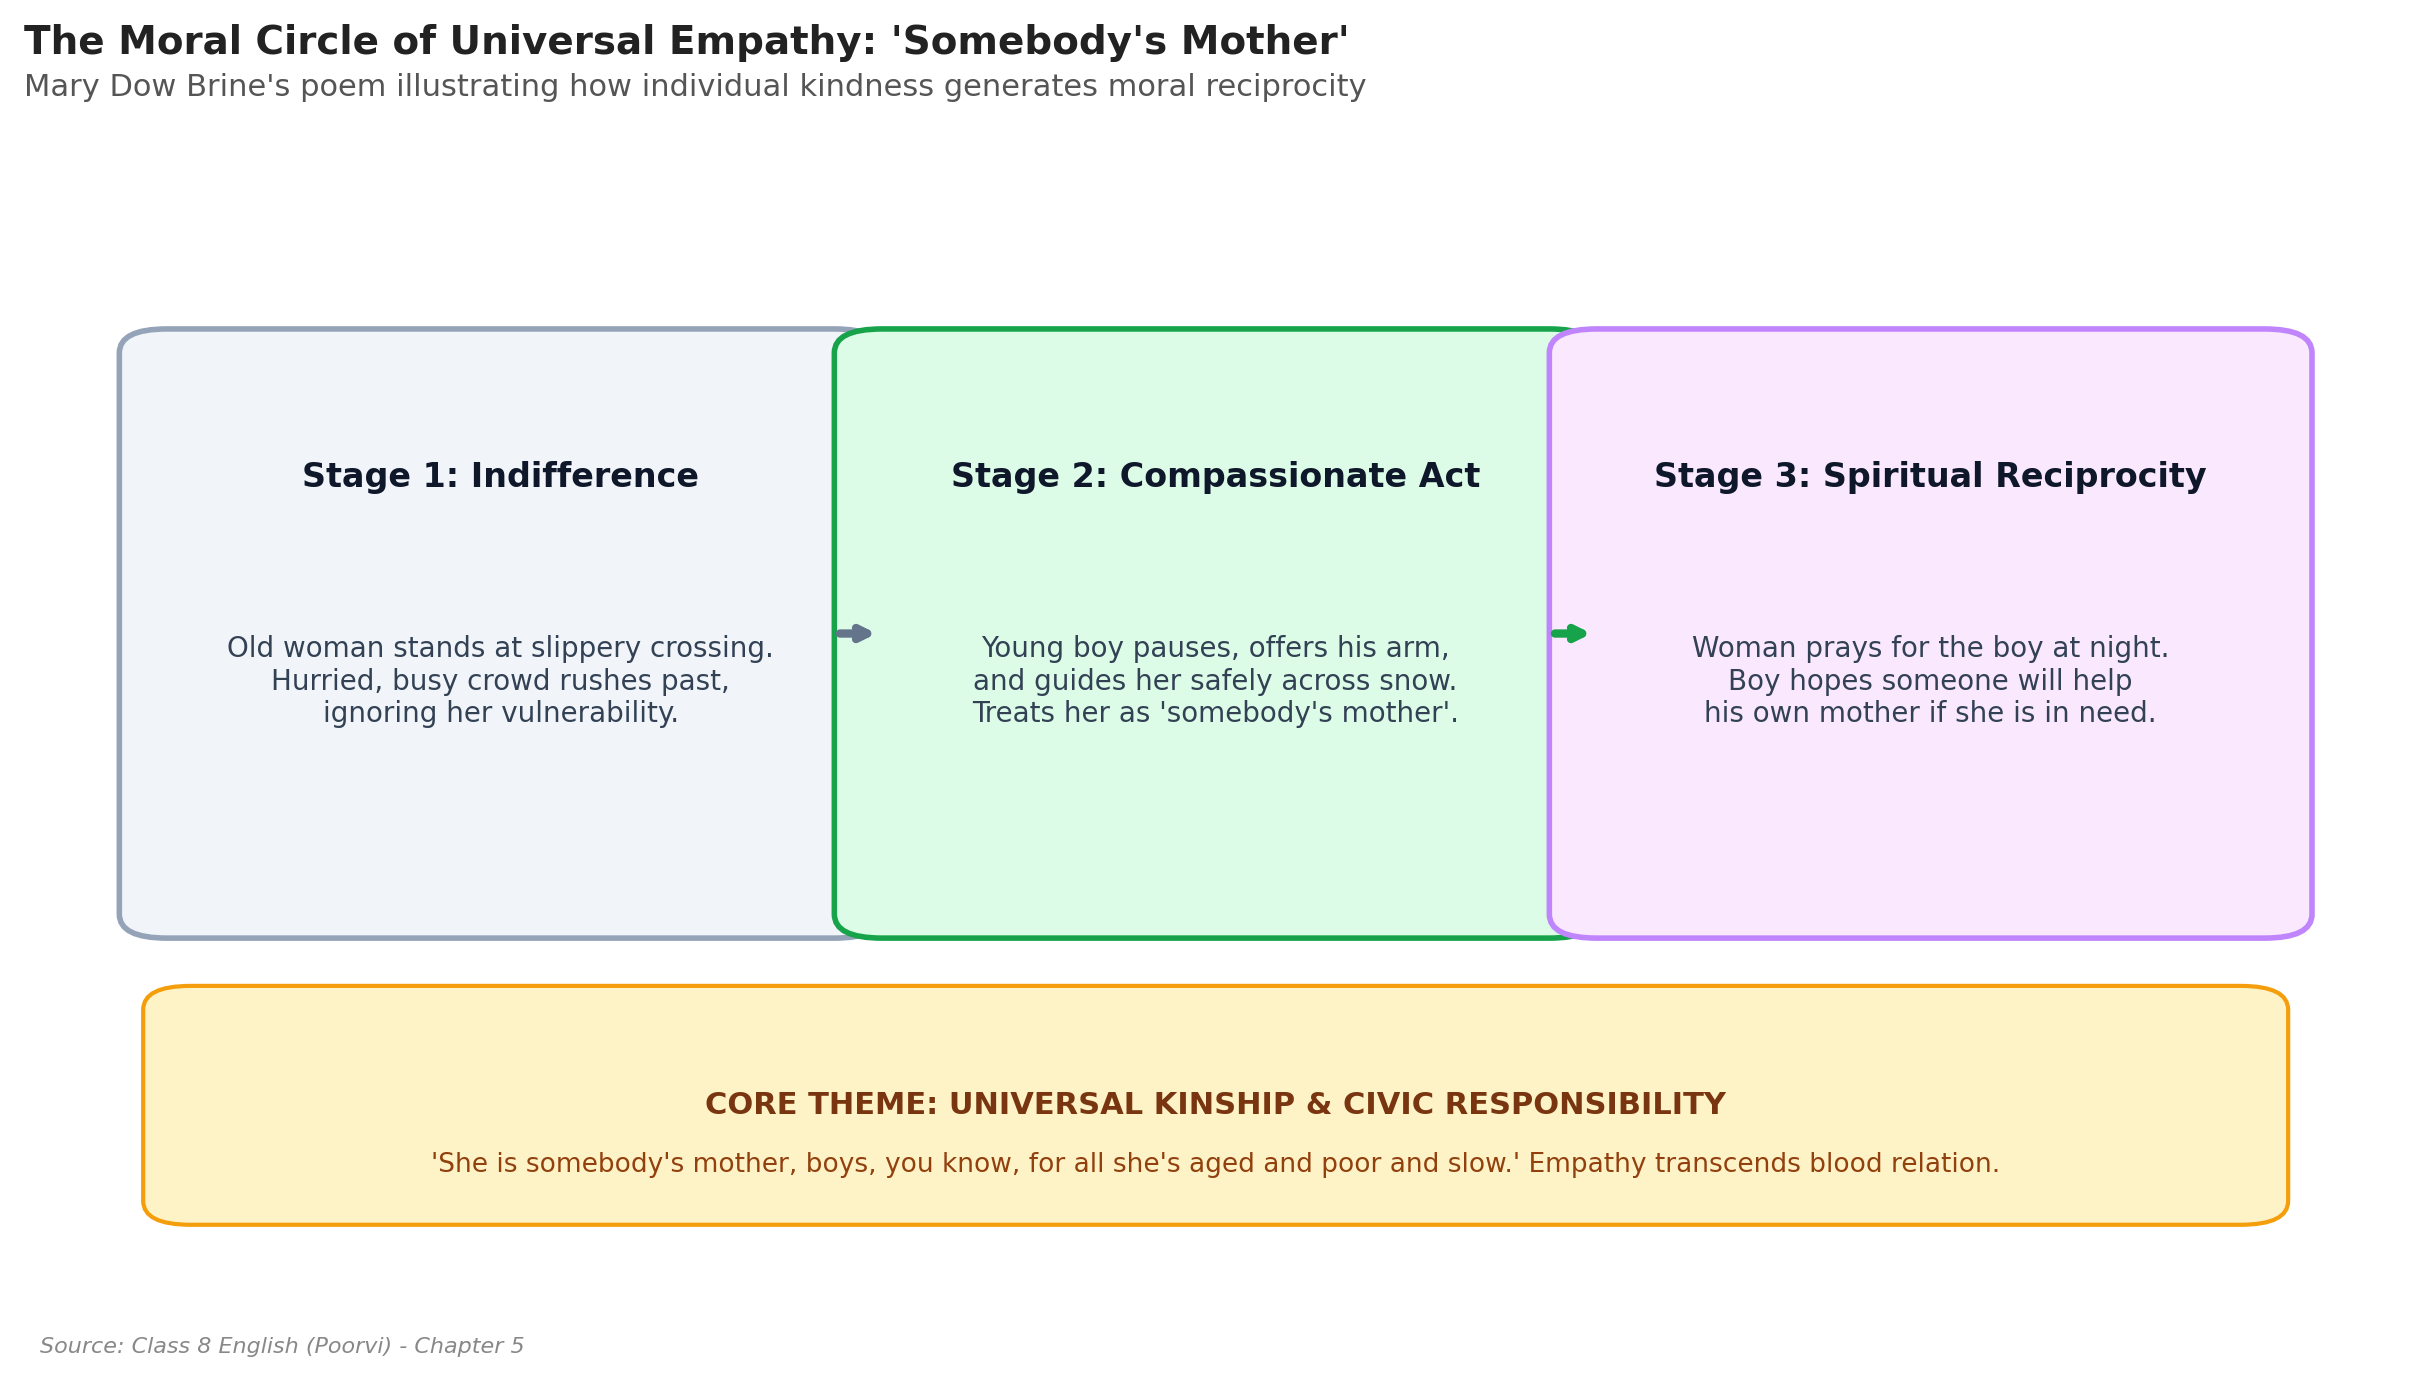 The Moral Circle of Universal Empathy: 'Somebody's Mother'
Mary Dow Brine's poem illustrating how individual kindness generates moral reciprocity
Stage 1: Indifference
Old woman stands at slippery crossing.
Hurried, busy crowd rushes past,
ignoring her vulnerability.
Stage 2: Compassionate Act
Young boy pauses, offers his arm,
and guides her safely across snow.
Treats her as 'somebody's mother'.
Stage 3: Spiritual Reciprocity
Woman prays for the boy at night.
Boy hopes someone will help
his own mother if she is in need.
CORE THEME: UNIVERSAL KINSHIP & CIVIC RESPONSIBILITY
'She is somebody's mother, boys, you know, for all she's aged and poor and slow.' Empathy transcends blood relation.
Source: Class 8 English (Poorvi) - Chapter 5